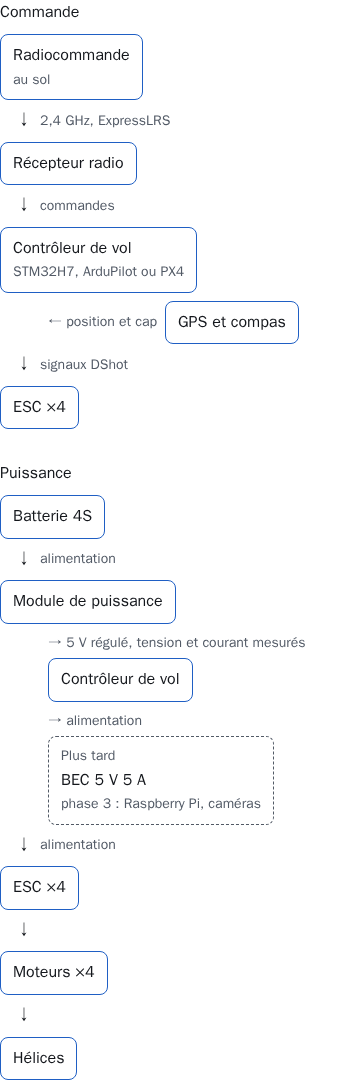 Commande
Radiocommande
au sol
↓ 2,4 GHz, ExpressLRS
Récepteur radio
↓ commandes
Contrôleur de vol
STM32H7, ArduPilot ou PX4
← position et cap
GPS et compas
↓ signaux DShot
ESC ×4
Puissance
Batterie 4S
↓ alimentation
Module de puissance
→ 5 V régulé, tension et courant mesurés
Contrôleur de vol
→ alimentation
Plus tard
BEC 5 V 5 A
phase 3 : Raspberry Pi, caméras
↓ alimentation
ESC ×4
↓
Moteurs ×4
↓
Hélices